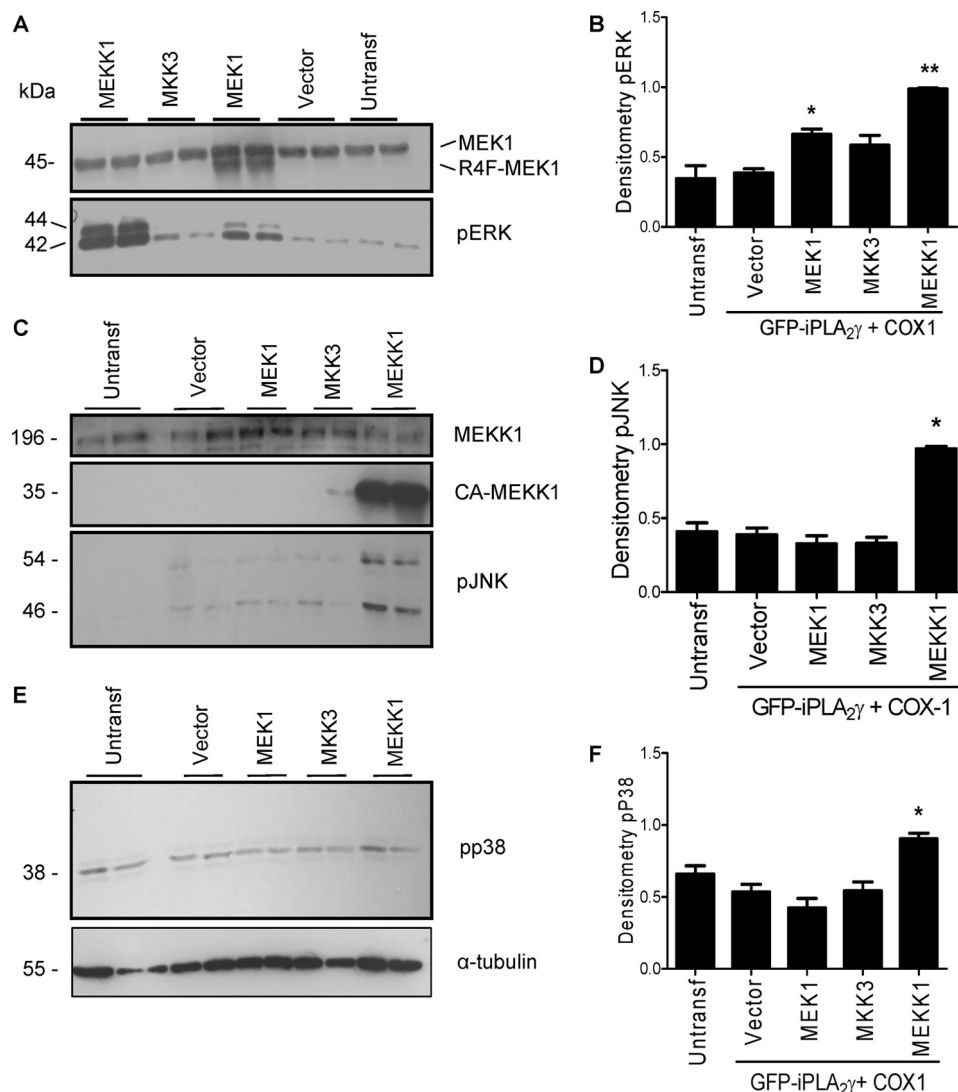 A
kDa
MEKK1
MKK3
MEK1
Vector
Untransf
45-
MEK1
R4F-MEK1
44
42
pERK
B
Densitometry pERK
1.0
0.5
0.0
Untransf
Vector
MEK1
MKK3
MEKK1
*
**
GFP-iPLA₂γ + COX1
C
Untransf
Vector
MEK1
MKK3
MEKK1
196 -
MEKK1
35 -
CA-MEKK1
54 -
46 -
pJNK
D
Densitometry pJNK
1.0
0.5
0.0
Untransf
Vector
MEK1
MKK3
MEKK1
*
GFP-iPLA₂γ + COX-1
E
Untransf
Vector
MEK1
MKK3
MEKK1
38 -
pp38
55 -
α-tubulin
F
Densitometry pP38
1.5
1.0
0.5
0.0
Untransf
Vector
MEK1
MKK3
MEKK1
*
GFP-iPLA₂γ+ COX1